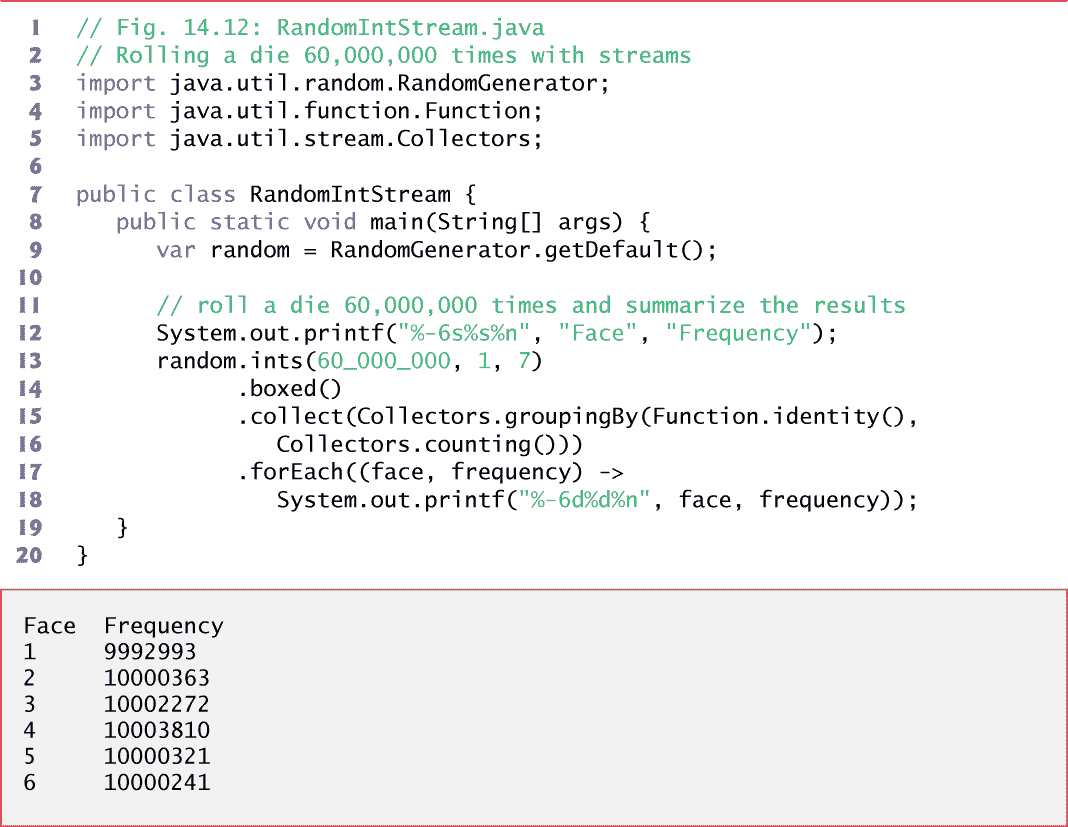 1 // Fig. 14.12: RandomIntStream.java
2 // Rolling a die 60,000,000 times with streams
3 import java.util.random.RandomGenerator;
4 import java.util.function.Function;
5 import java.util.stream.Collectors;
6
7 public class RandomIntStream {
8    public static void main(String[] args) {
9       var random = RandomGenerator.getDefault();
10
11       // roll a die 60,000,000 times and summarize the results
12       System.out.printf("%-6s%s%n", "Face", "Frequency");
13       random.ints(60_000_000, 1, 7)
14             .boxed()
15             .collect(Collectors.groupingBy(Function.identity(),
16                Collectors.counting()))
17             .forEach((face, frequency) ->
18                System.out.printf("%-6d%d%n", face, frequency));
19    }
20 }
Face  Frequency
1     9992993
2     10000363
3     10002272
4     10003810
5     10000321
6     10000241